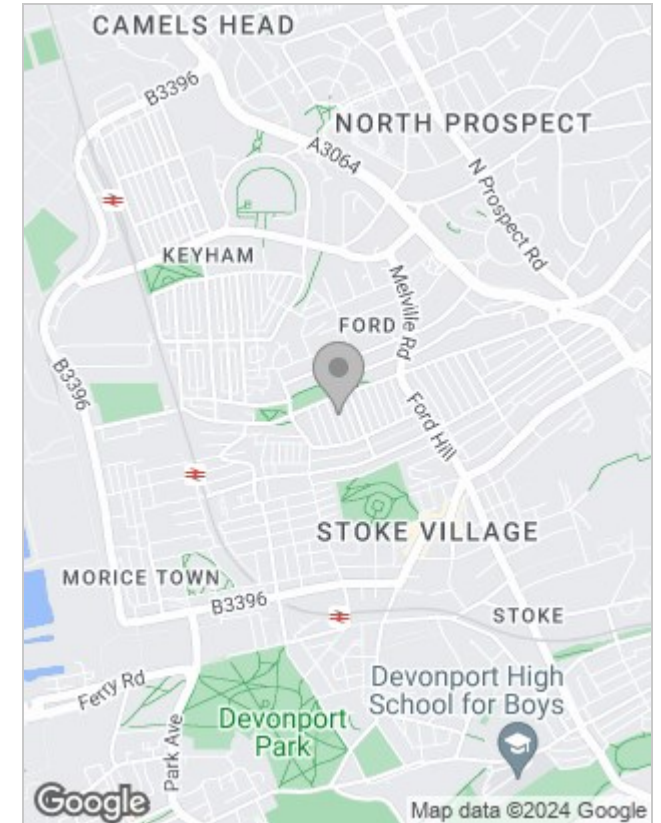 CAMELS HEAD
B3396
NORTH PROSPECT
A3064
N Prospect Rd
KEYHAM
Melville Rd
FORD
B3396
Ford Hill
STOKE VILLAGE
MORICE TOWN
B3396
STOKE
Ferry Rd
Devonport High
School for Boys
Devonport
Park
Park Ave
Google
Map data ©2024 Google